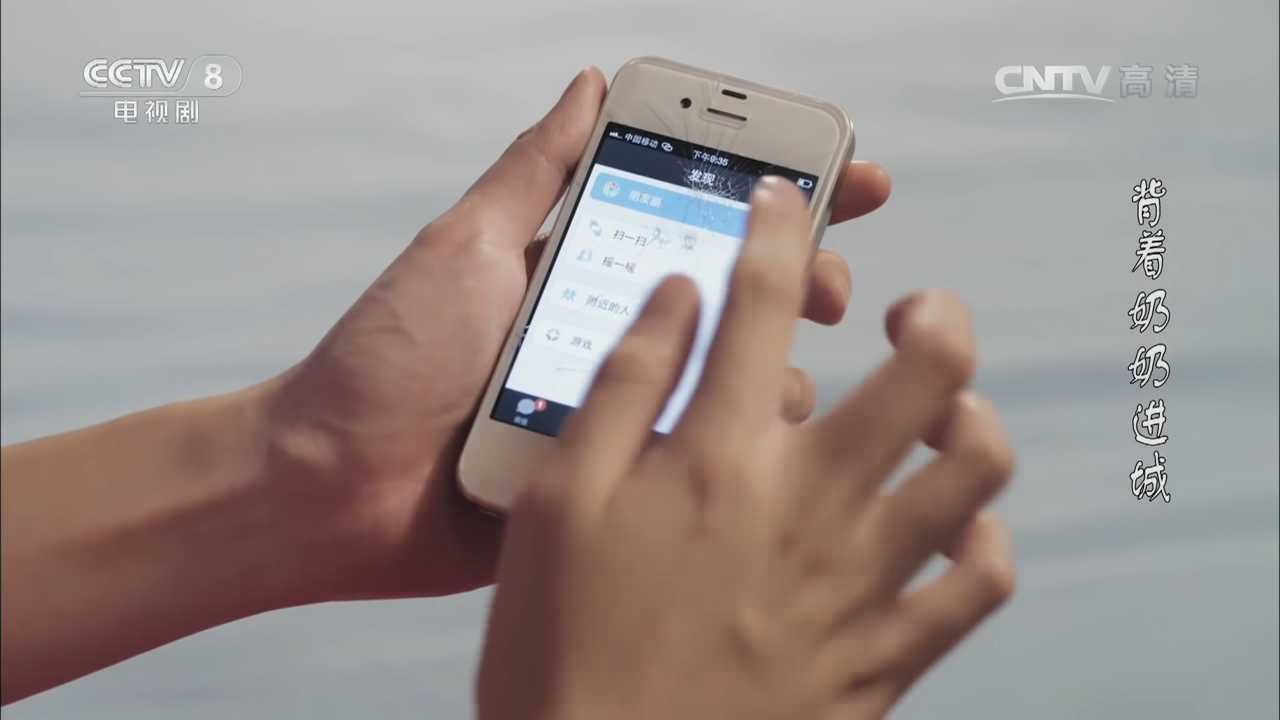 CCTV 8
电视剧
CNTV 高清
背着奶奶进城
中国移动 下午9:35
发现
朋友圈
扫一扫
摇一摇
附近的人
游戏